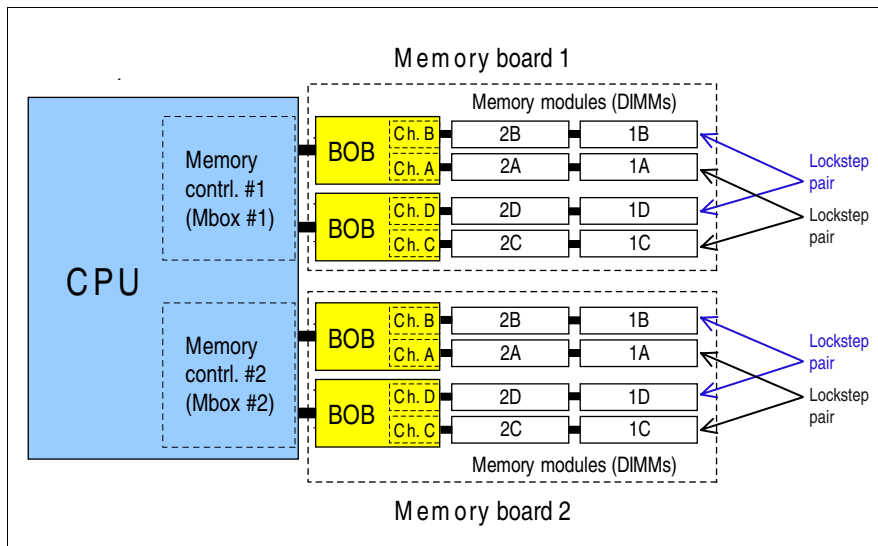 Memory board 1
Memory modules (DIMMs)
BOB
Ch. B
2B
1B
Ch. A
2A
1A
Lockstep
pair
Memory
contrl. #1
(Mbox #1)
BOB
Ch. D
2D
1D
Ch. C
2C
1C
Lockstep
pair
CPU
Memory
contrl. #2
(Mbox #2)
BOB
Ch. B
2B
1B
Ch. A
2A
1A
Lockstep
pair
BOB
Ch. D
2D
1D
Ch. C
2C
1C
Lockstep
pair
Memory modules (DIMMs)
Memory board 2